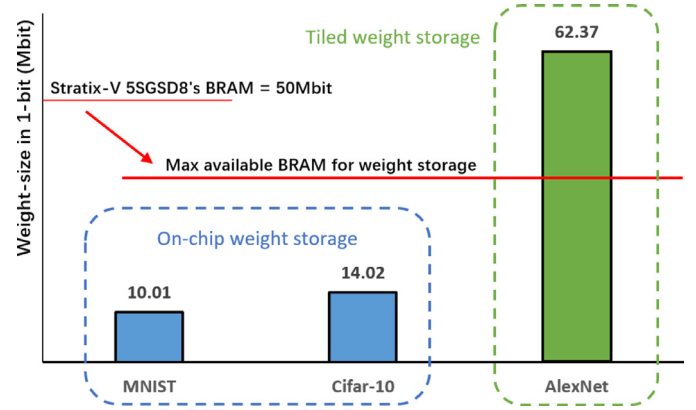 Weight-size in 1-bit (Mbit)
Tiled weight storage
62.37
Stratix-V 5SGSD8's BRAM = 50Mbit
Max available BRAM for weight storage
On-chip weight storage
10.01
14.02
MNIST
Cifar-10
AlexNet